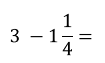 3 − 1 1/4 =